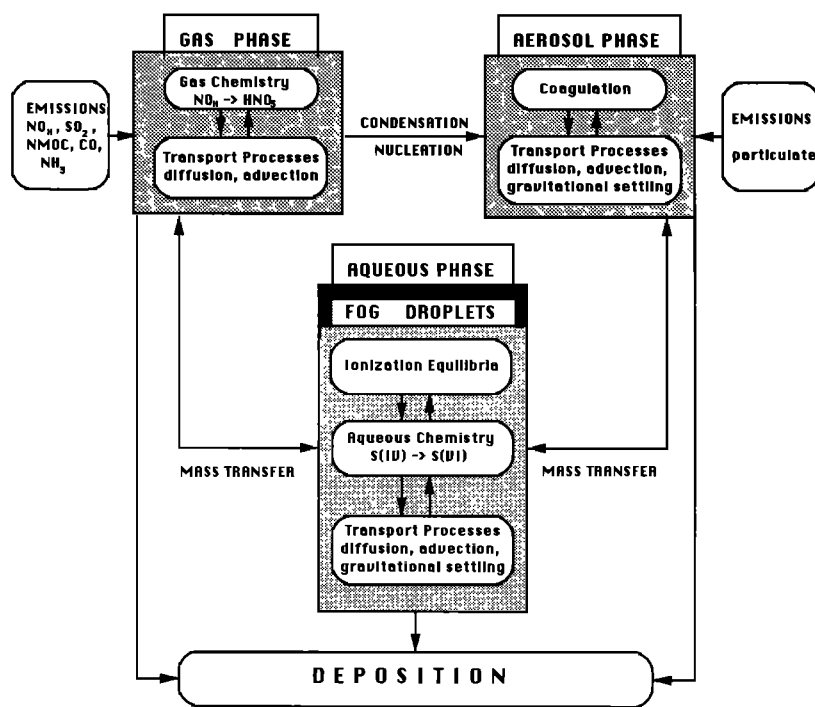 GAS PHASE
Gas Chemistry
NOx -> HNO3
Transport Processes
diffusion, advection
EMISSIONS
NOx, SO2,
NMOC, CO,
NH3
CONDENSATION
NUCLEATION
AEROSOL PHASE
Coagulation
Transport Processes
diffusion, advection,
gravitational settling
EMISSIONS
particulate
AQUEOUS PHASE
FOG DROPLETS
Ionization Equilibria
Aqueous Chemistry
S(IV) -> S(VI)
Transport Processes
diffusion, advection,
gravitational settling
MASS TRANSFER
MASS TRANSFER
DEPOSITION